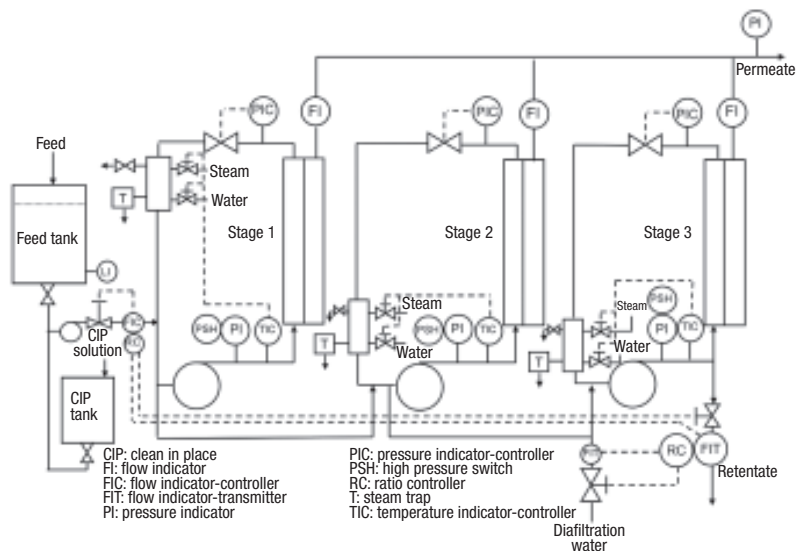 PI
Permeate
PIC
FI
PIC
FI
PIC
FI
Feed
Steam
T
Water
Feed tank
Stage 1
Stage 2
Stage 3
LI
Steam
Steam
PSH
FIC
PSH
PI
TIC
PSH
PI
TIC
PI
TIC
CIP
solution
RC
T
Water
Water
T
CIP
tank
CIP: clean in place
FI: flow indicator
FIC: flow indicator-controller
FIT: flow indicator-transmitter
PI: pressure indicator
PIC: pressure indicator-controller
PSH: high pressure switch
RC: ratio controller
T: steam trap
TIC: temperature indicator-controller
FIT
RC
FIT
Retentate
Diafiltration
water